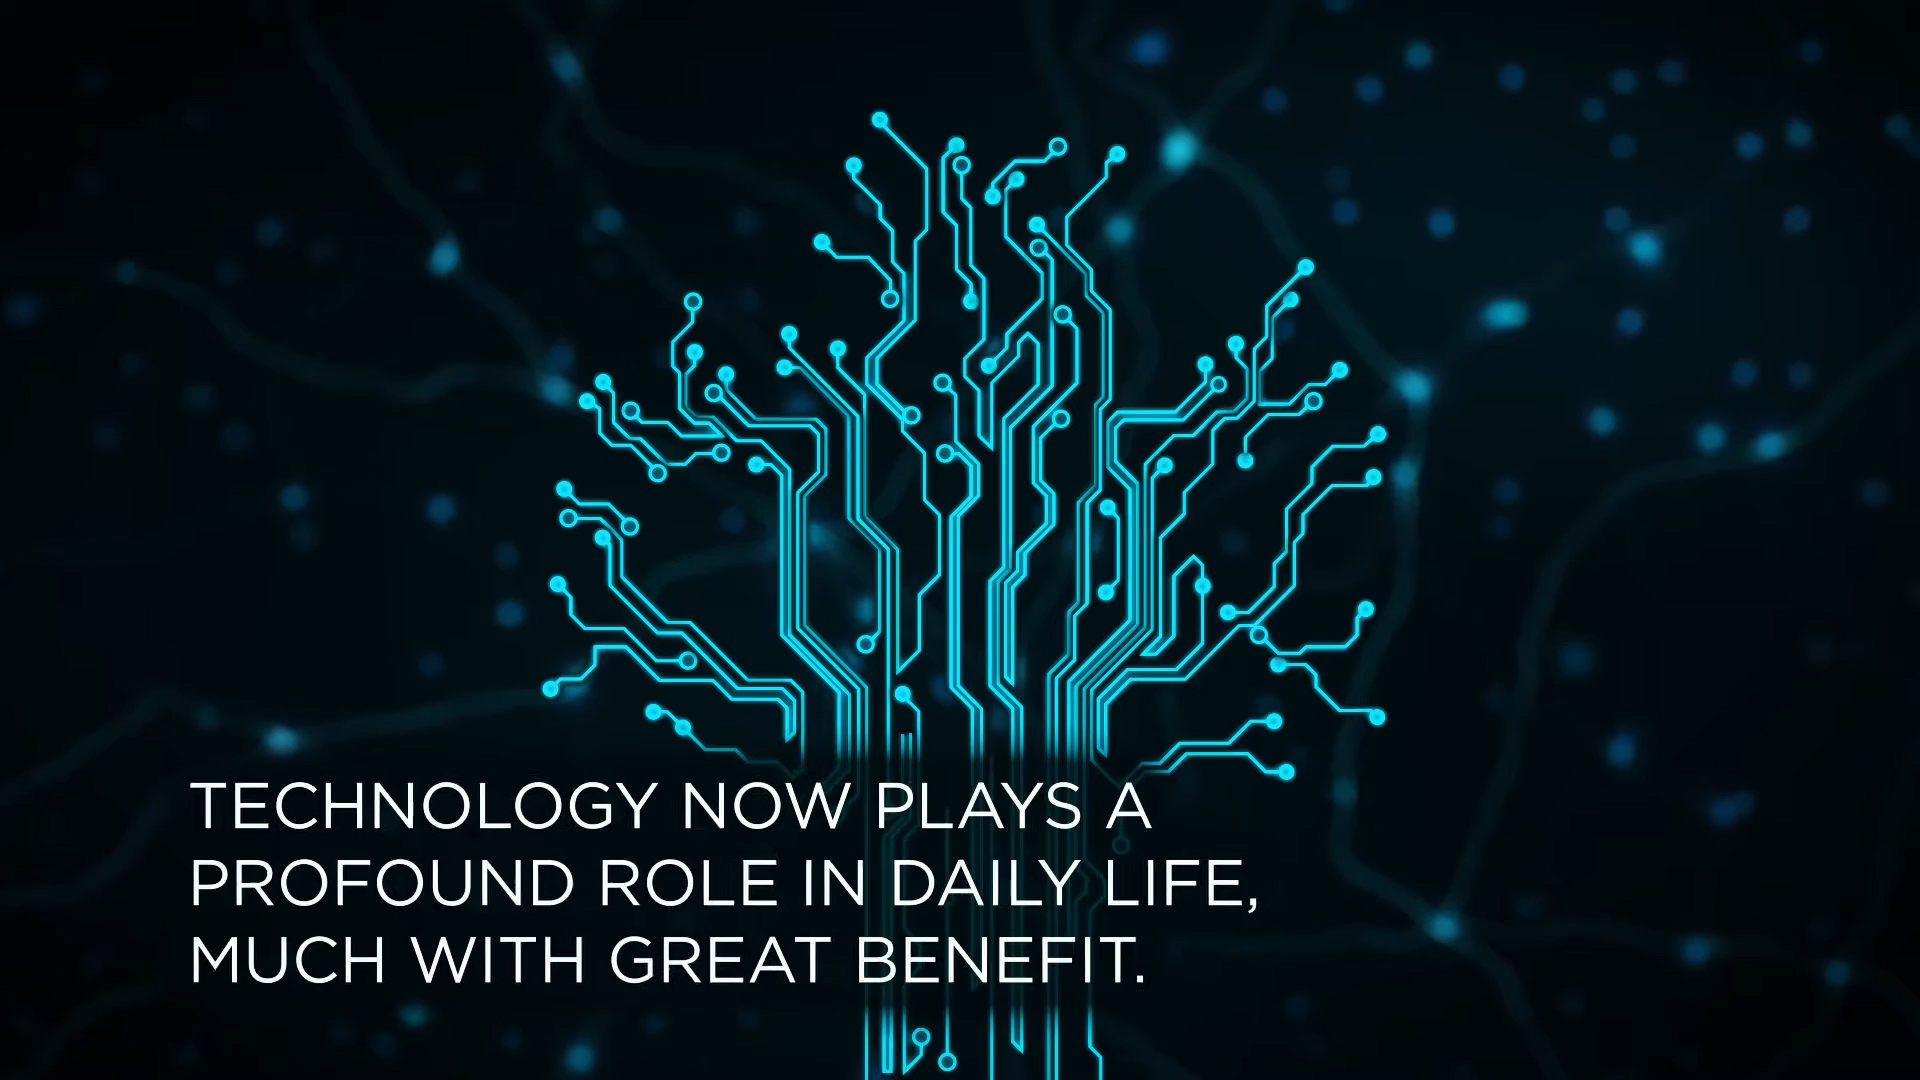 TECHNOLOGY NOW PLAYS A
PROFOUND ROLE IN DAILY LIFE,
MUCH WITH GREAT BENEFIT.